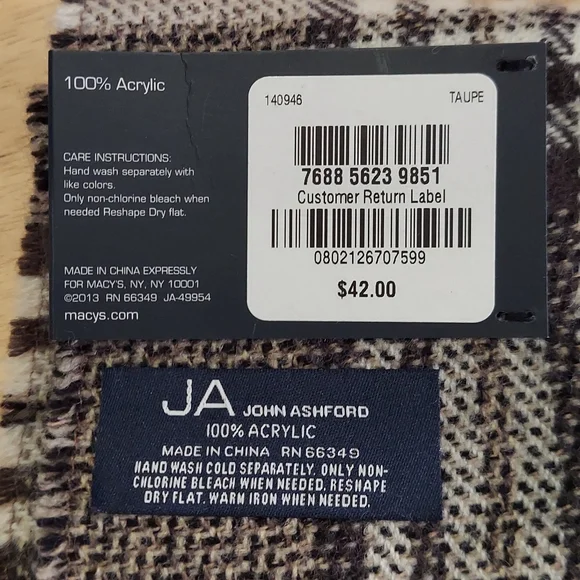 100% Acrylic
CARE INSTRUCTIONS:
Hand wash separately with
like colors.
Only non-chlorine bleach when
needed Reshape Dry flat.
MADE IN CHINA EXPRESSLY
FOR MACY'S, NY, NY 10001
©2013 RN 66349 JA-49954
macys.com
140946 TAUPE
7688 5623 9851
Customer Return Label
0802126707599
$42.00
JA JOHN ASHFORD
100% ACRYLIC
MADE IN CHINA RN 66349
HAND WASH COLD SEPARATELY. ONLY NON-
CHLORINE BLEACH WHEN NEEDED. RESHAPE
DRY FLAT. WARM IRON WHEN NEEDED.